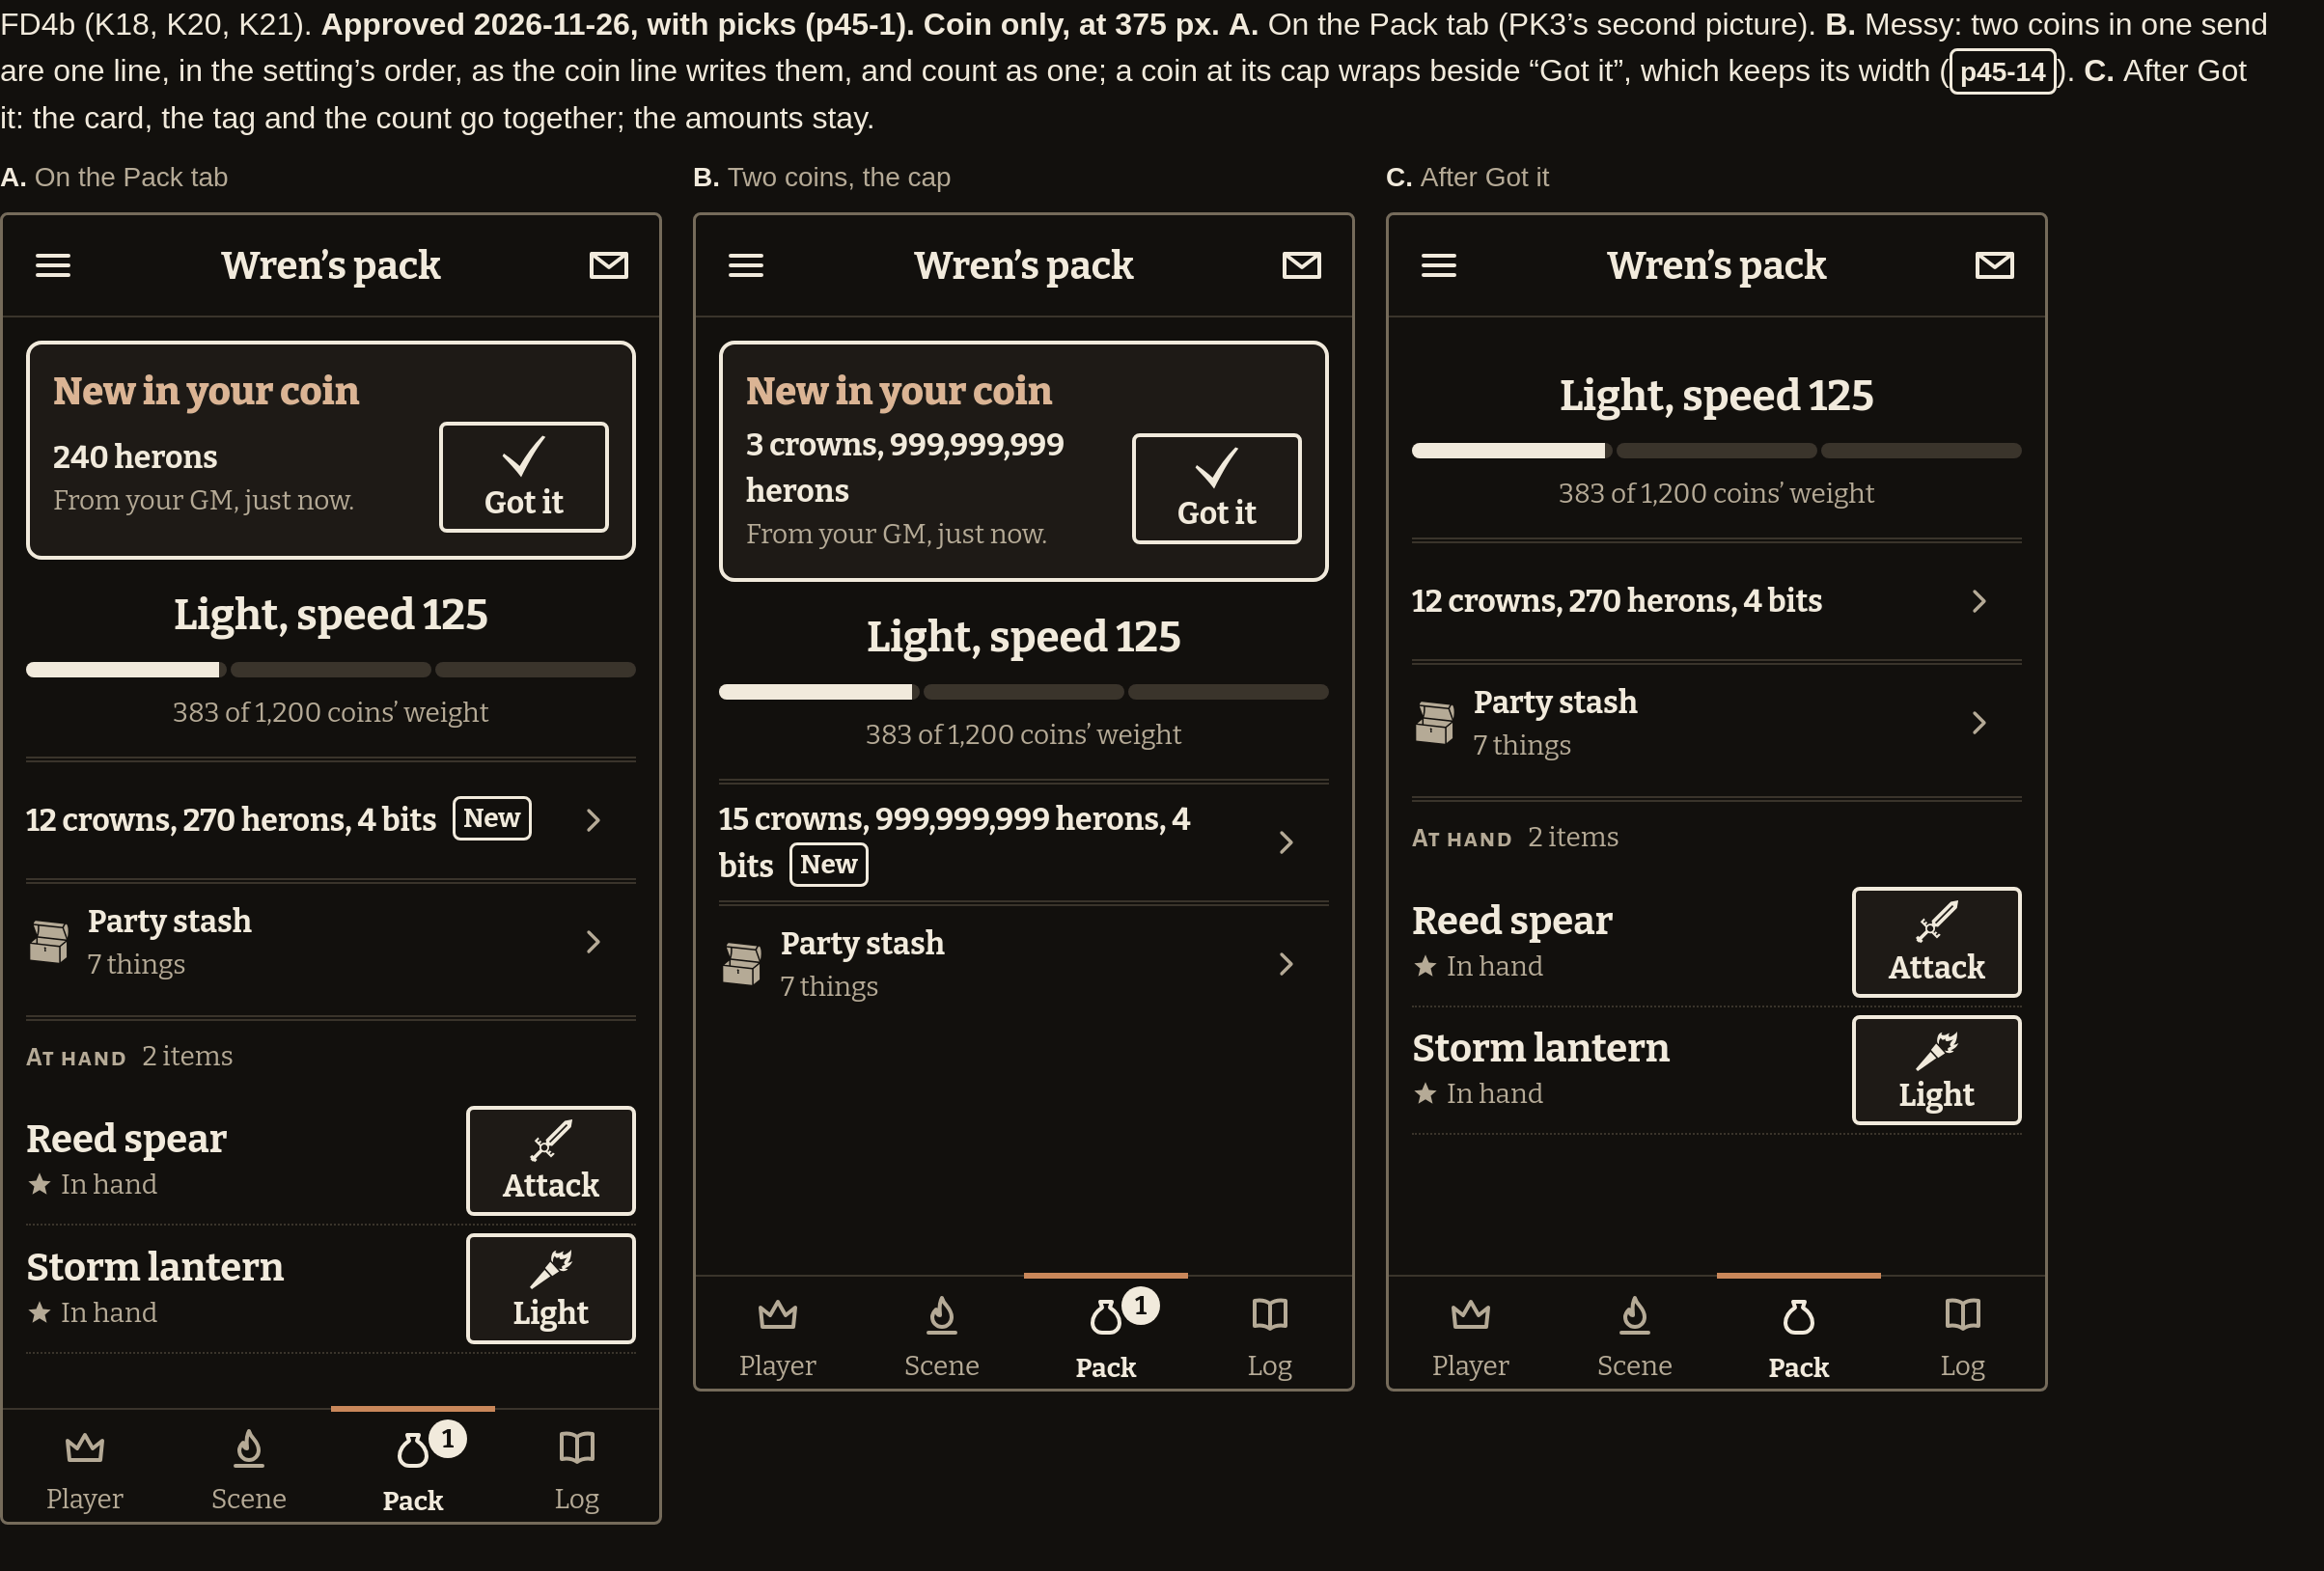 FD4b (K18, K20, K21). Approved 2026-11-26, with picks (p45-1). Coin only, at 375 px. A. On the Pack tab (PK3’s second picture). B. Messy: two coins in one send
are one line, in the setting’s order, as the coin line writes them, and count as one; a coin at its cap wraps beside “Got it”, which keeps its width (p45-14). C. After Got
it: the card, the tag and the count go together; the amounts stay.
A. On the Pack tab
Wren’s pack
New in your coin
240 herons
From your GM, just now.
Got it
Light, speed 125
383 of 1,200 coins’ weight
12 crowns, 270 herons, 4 bits New
Party stash
7 things
At hand 2 items
Reed spear
In hand
Attack
Storm lantern
In hand
Light
Player
Scene
1
Pack
Log
B. Two coins, the cap
Wren’s pack
New in your coin
3 crowns, 999,999,999
herons
From your GM, just now.
Got it
Light, speed 125
383 of 1,200 coins’ weight
15 crowns, 999,999,999 herons, 4
bits New
Party stash
7 things
Player
Scene
1
Pack
Log
C. After Got it
Wren’s pack
Light, speed 125
383 of 1,200 coins’ weight
12 crowns, 270 herons, 4 bits
Party stash
7 things
At hand 2 items
Reed spear
In hand
Attack
Storm lantern
In hand
Light
Player
Scene
Pack
Log